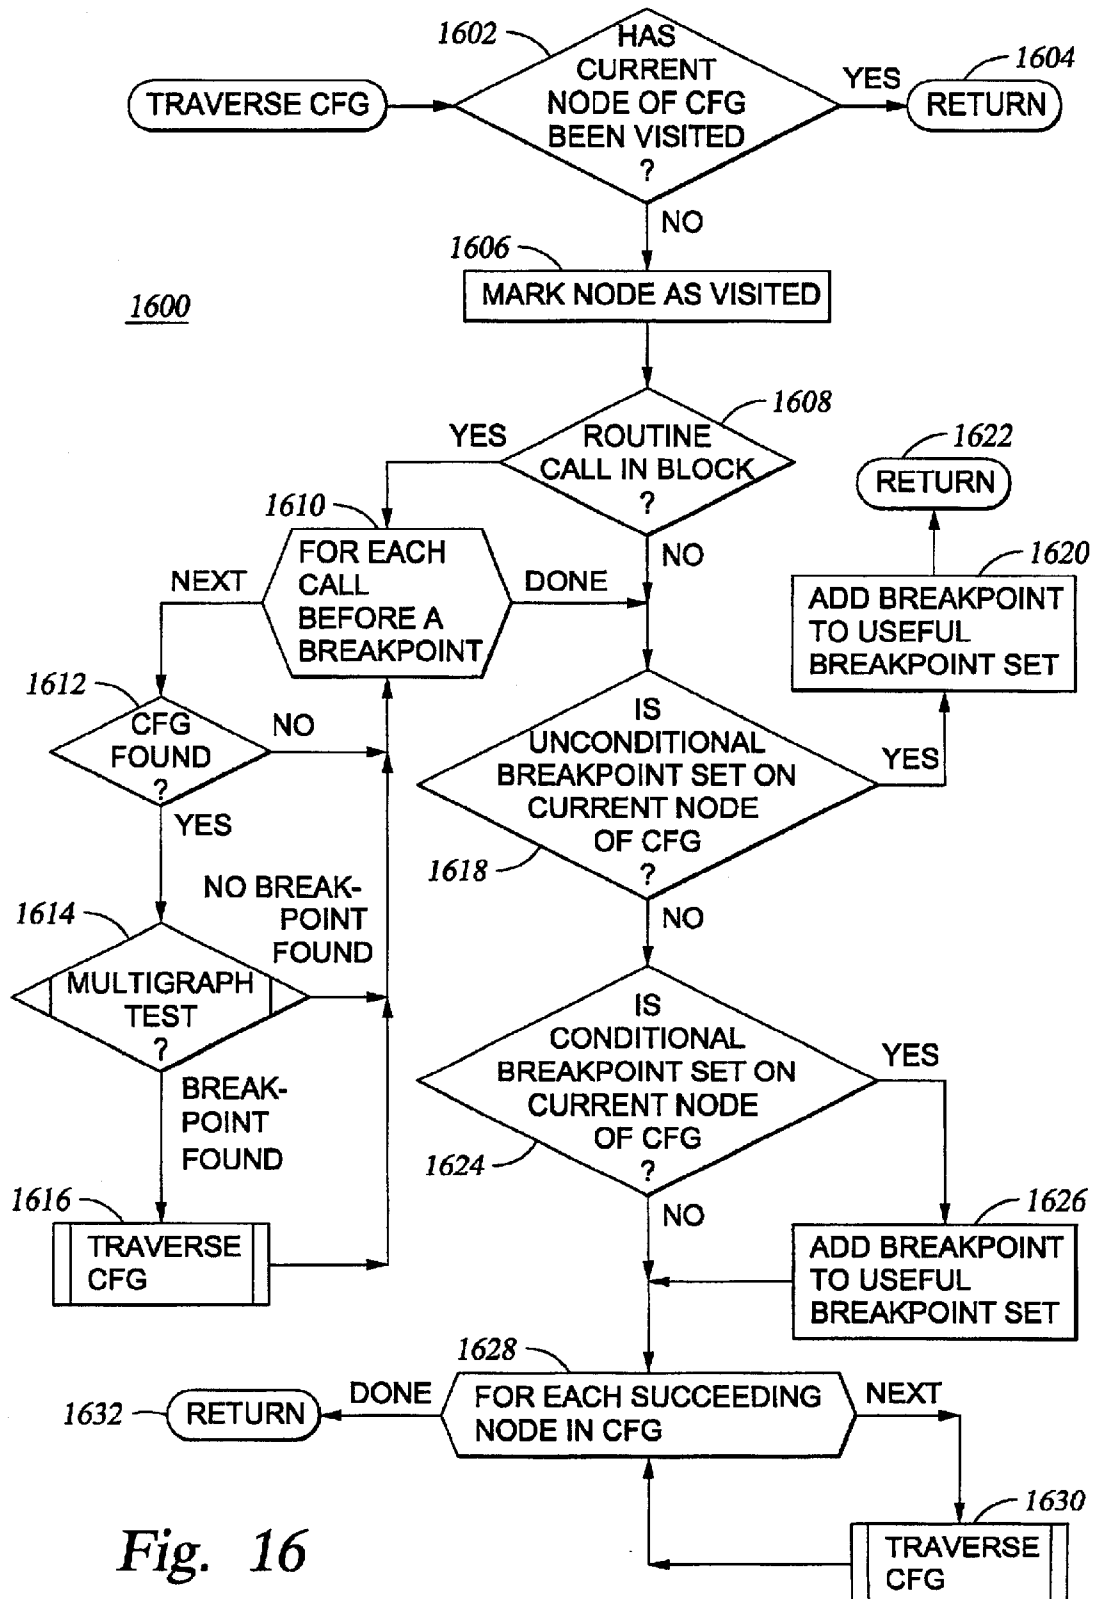 1602
HAS
CURRENT
NODE OF CFG
BEEN VISITED
?
TRAVERSE CFG
YES
1604
RETURN
NO
1606
MARK NODE AS VISITED
1600
1608
ROUTINE
CALL IN BLOCK
?
YES
NO
1622
RETURN
1610
FOR EACH
CALL
BEFORE A
BREAKPOINT
NEXT
DONE
1620
ADD BREAKPOINT
TO USEFUL
BREAKPOINT SET
1612
CFG
FOUND
?
NO
YES
IS
UNCONDITIONAL
BREAKPOINT SET ON
CURRENT NODE
OF CFG
?
1618
YES
NO
NO BREAK-
POINT
FOUND
1614
MULTIGRAPH
TEST
?
BREAK-
POINT
FOUND
IS
CONDITIONAL
BREAKPOINT SET ON
CURRENT NODE
OF CFG
?
1624
YES
NO
1616
TRAVERSE
CFG
1626
ADD BREAKPOINT
TO USEFUL
BREAKPOINT SET
1628
FOR EACH SUCCEEDING
NODE IN CFG
DONE
NEXT
1632
RETURN
1630
TRAVERSE
CFG
Fig. 16